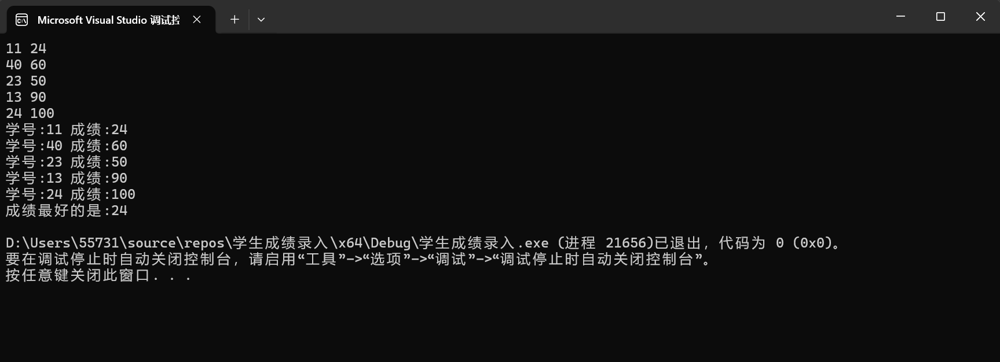 Microsoft Visual Studio 调试控
11 24
40 60
23 50
13 90
24 100
学号:11 成绩:24
学号:40 成绩:60
学号:23 成绩:50
学号:13 成绩:90
学号:24 成绩:100
成绩最好的是:24
D:\Users\55731\source\repos\学生成绩录入\x64\Debug\学生成绩录入.exe (进程 21656)已退出，代码为 0 (0x0)。
要在调试停止时自动关闭控制台，请启用“工具”->“选项”->“调试”->“调试停止时自动关闭控制台”。
按任意键关闭此窗口. . .